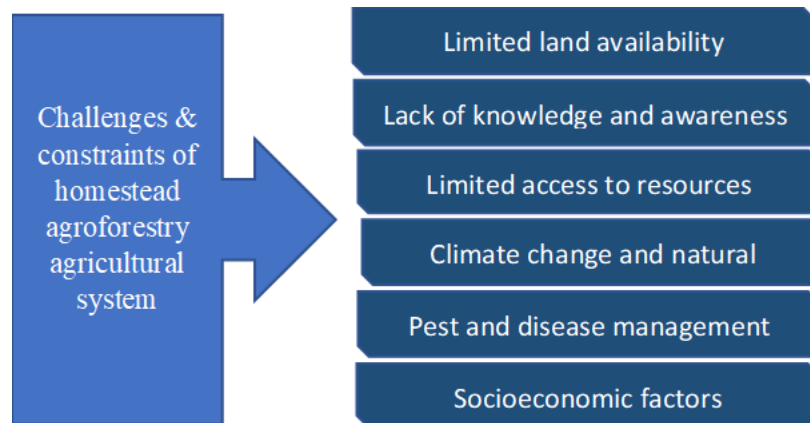 Challenges &
constraints of
homestead
agroforestry
agricultural
system
Limited land availability
Lack of knowledge and awareness
Limited access to resources
Climate change and natural
Pest and disease management
Socioeconomic factors